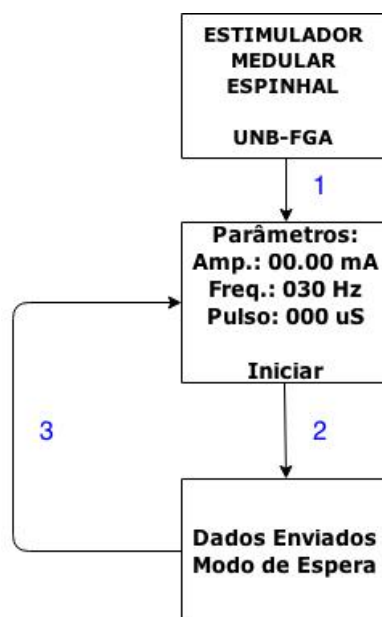 ESTIMULADOR
MEDULAR
ESPINHAL
UNB-FGA
1
Parâmetros:
Amp.: 00.00 mA
Freq.: 030 Hz
Pulso: 000 uS
Iniciar
3
2
Dados Enviados
Modo de Espera